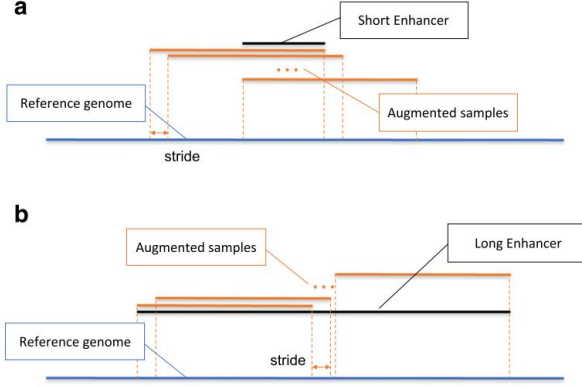 a
Short Enhancer
Reference genome
Augmented samples
stride
b
Augmented samples
Long Enhancer
Reference genome
stride